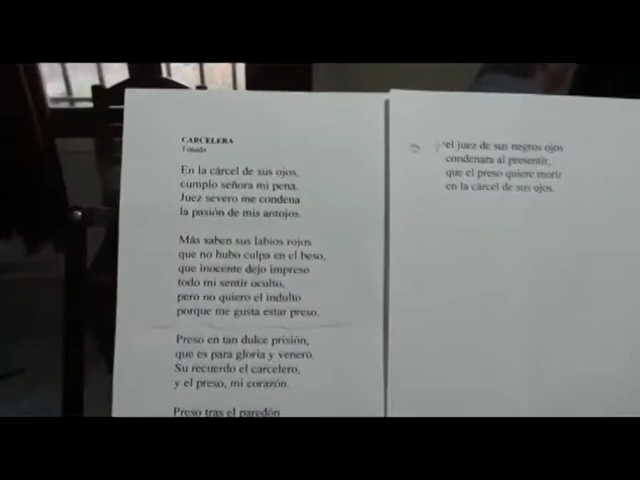 CARCELERA
Tonada
En la cárcel de sus ojos,
cumplo señora mi pena.
Juez severo me condena
la pasión de mis antojos.
Más saben sus labios rojos
que no hubo culpa en el beso,
que inocente dejo impreso
todo mi sentir oculto,
pero no quiero el indulto
porque me gusta estar preso.
Preso en tan dulce prisión,
que es para gloria y venero.
Su recuerdo el carcelero,
y el preso, mi corazón.
Preso tras el paredón
el juez de sus negros ojos
condenara al presentir,
que el preso quiere morir
en la cárcel de sus ojos.